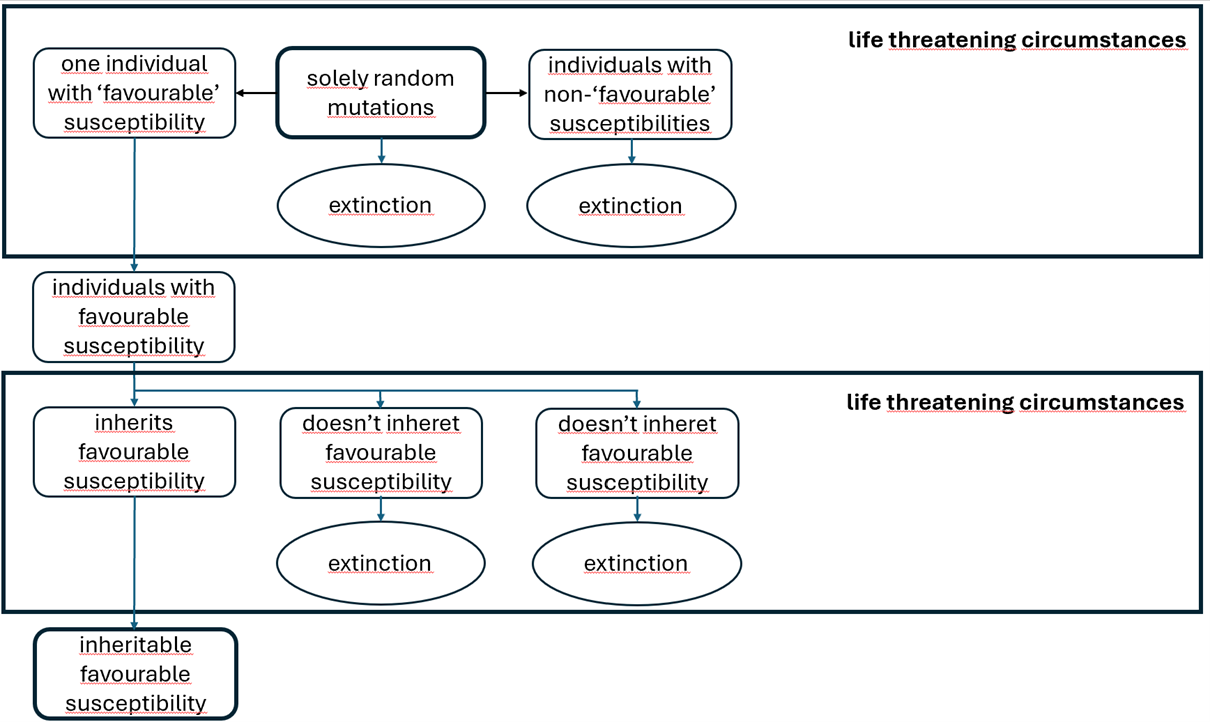 life threatening circumstances
one individual
with ‘favourable’
susceptibility
solely random
mutations
individuals with
non-‘favourable’
susceptibilities
extinction
extinction
individuals with
favourable
susceptibility
life threatening circumstances
inherits
favourable
susceptibility
doesn’t inheret
favourable
susceptibility
doesn’t inheret
favourable
susceptibility
extinction
extinction
inheritable
favourable
susceptibility